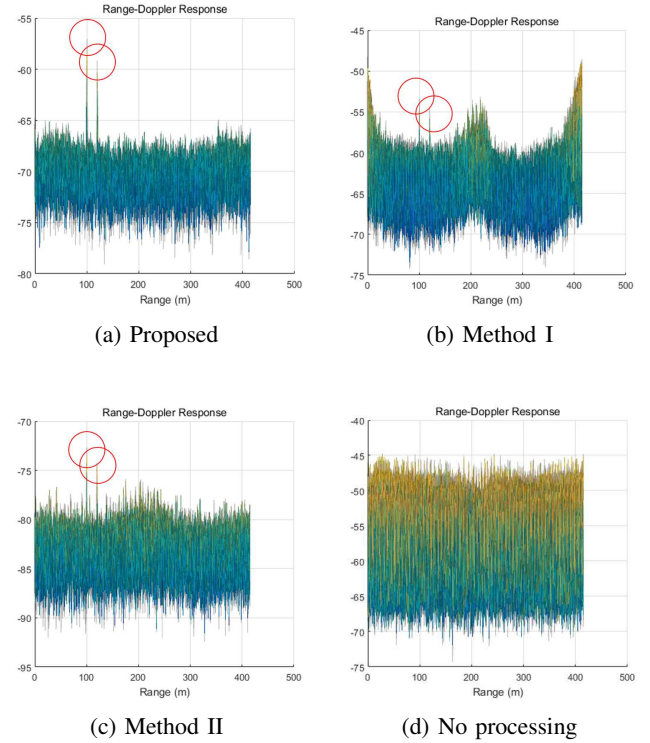 Range-Doppler Response
-55
-60
-65
-70
-75
-80
0 100 200 300 400 500
Range (m)
(a) Proposed
Range-Doppler Response
-45
-50
-55
-60
-65
-70
-75
0 100 200 300 400 500
Range (m)
(b) Method I
Range-Doppler Response
-70
-75
-80
-85
-90
-95
0 100 200 300 400 500
Range (m)
(c) Method II
Range-Doppler Response
-40
-45
-50
-55
-60
-65
-70
-75
0 100 200 300 400 500
Range (m)
(d) No processing